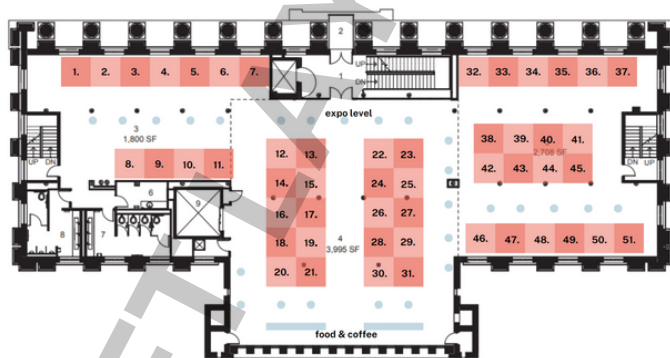 2
UP
DN
1
1. 2. 3. 4. 5. 6. 7.
32. 33. 34. 35. 36. 37.
expo level
3
1,800 SF
UP DN
8. 9. 10. 11.
12. 13.
14. 15.
16. 17.
18. 19.
20. 21.
22. 23.
24. 25.
26. 27.
28. 29.
30. 31.
38. 39. 40. 41.
2,708 SF
42. 43. 44. 45.
DN UP
6
9
8
7
4
3,995 SF
46. 47. 48. 49. 50. 51.
food & coffee